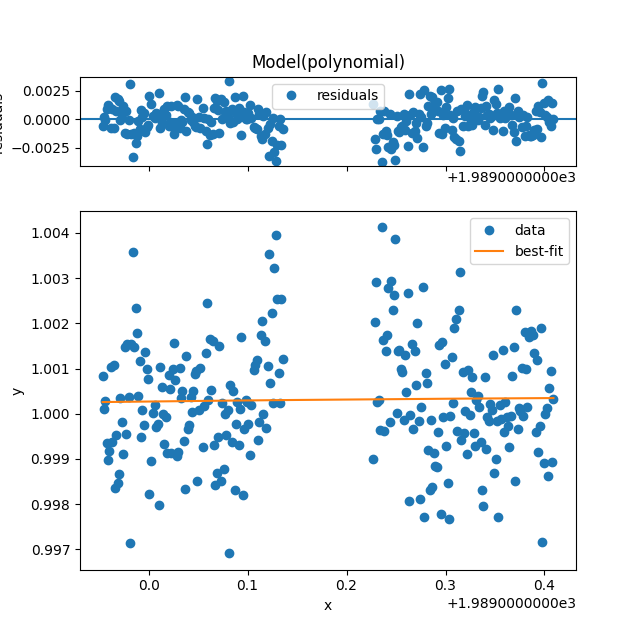 Model(polynomial)
residuals
0.0025
0.0000
−0.0025
residuals
+1.9890000000e3
1.004
1.003
1.002
1.001
1.000
0.999
0.998
0.997
y
data
best-fit
0.0
0.1
0.2
0.3
0.4
x
+1.9890000000e3